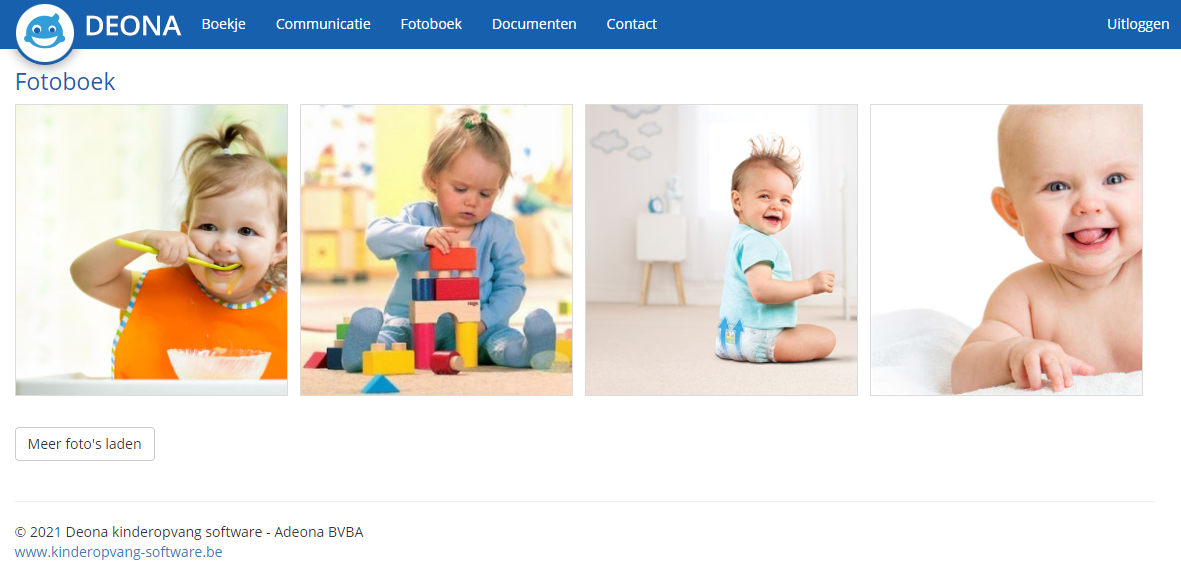 DEONA Boekje Communicatie Fotoboek Documenten Contact Uitloggen
Fotoboek
Meer foto's laden
© 2021 Deona kinderopvang software - Adeona BVBA
www.kinderopvang-software.be